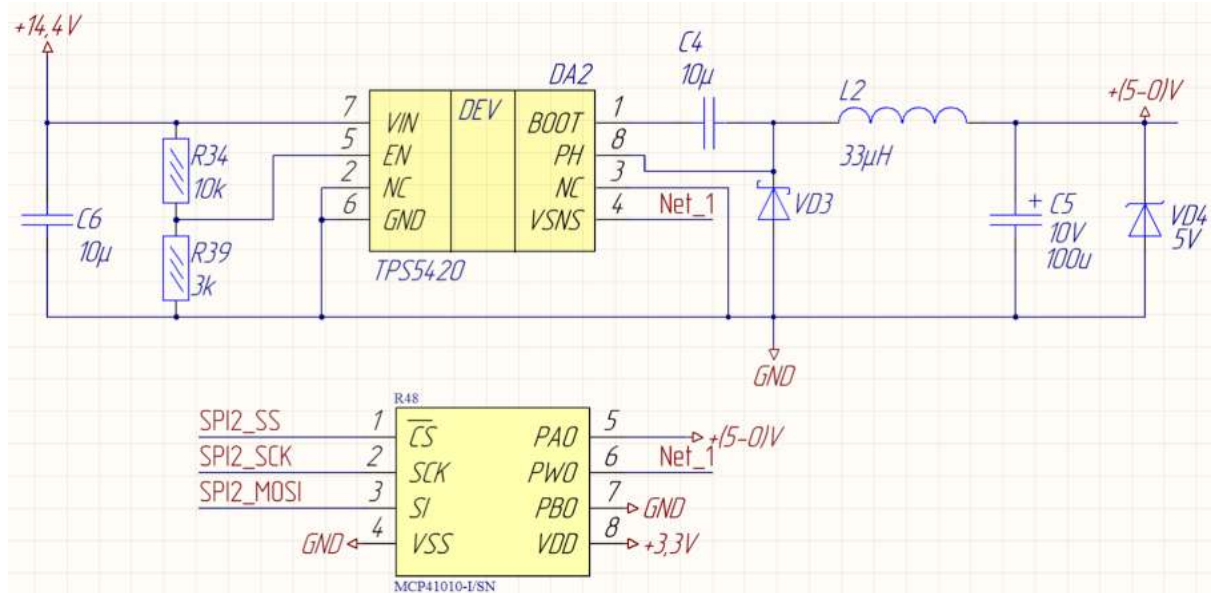 +14,4V
C4
10µ
DA2
L2
+(5-0)V
7
VIN
DEV
BOOT
1
5
EN
PH
8
33µH
R34
10k
2
NC
NC
3
VD3
+
C5
10V
100u
VD4
5V
C6
10µ
6
GND
VSNS
4
Net_1
R39
3k
TPS5420
GND
R48
SPI2_SS
1
CS
PA0
5
+(5-0)V
SPI2_SCK
2
SCK
PW0
6
Net_1
SPI2_MOSI
3
SI
PB0
7
GND
GND
4
VSS
VDD
8
+3,3V
MCP41010-I/SN